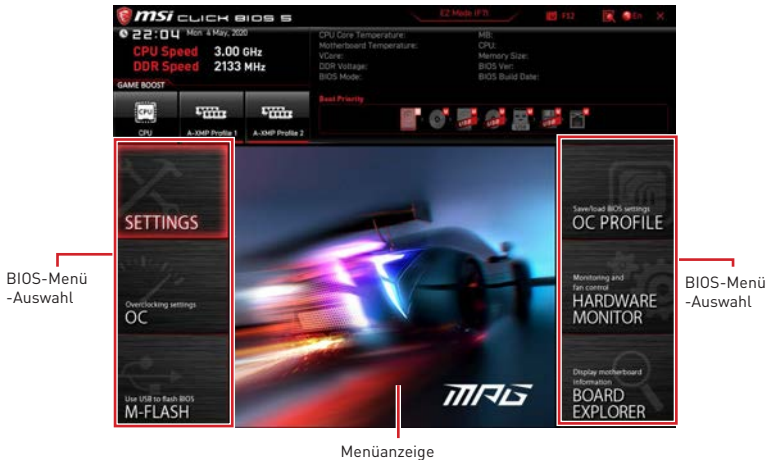 msi CLICK BIOS 5
EZ Mode (F7)
F12
En
X
22:04 Mon 4 May, 2020
CPU Speed 3.00 GHz
DDR Speed 2133 MHz
CPU Core Temperature:
Motherboard Temperature:
VCore:
DDR Voltage:
BIOS Mode:
MB:
CPU:
Memory Size:
BIOS Ver:
BIOS Build Date:
GAME BOOST
CPU
CPU
A-XMP Profile 1
A-XMP Profile 2
Boot Priority
SETTINGS
Overclocking settings
OC
Use USB to flash BIOS
M-FLASH
BIOS-Menü
-Auswahl
MPG
Save/load BIOS settings
OC PROFILE
Monitoring and
fan control
HARDWARE
MONITOR
Display motherboard
information
BOARD
EXPLORER
BIOS-Menü
-Auswahl
Menüanzeige